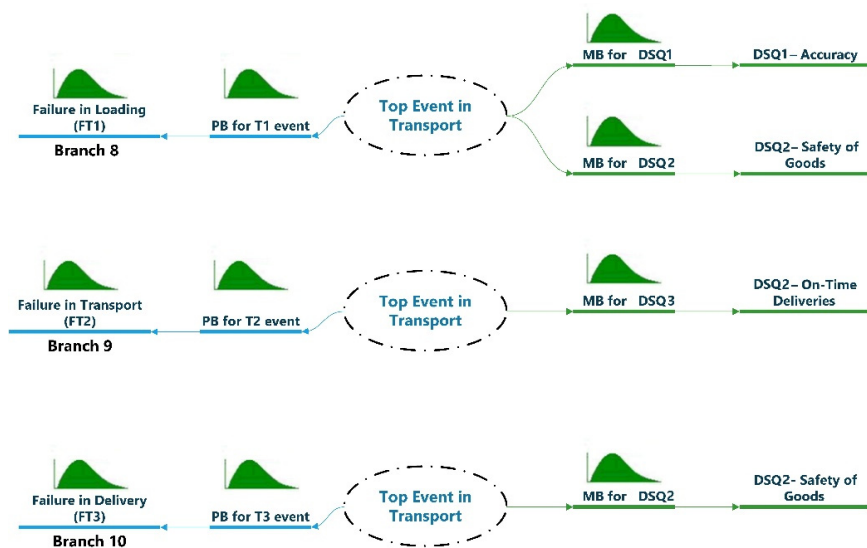 MB for DSQ1
DSQ1– Accuracy
Failure in Loading
(FT1)
PB for T1 event
Top Event in
Transport
Branch 8
MB for DSQ2
DSQ2– Safety of
Goods
Failure in Transport
(FT2)
PB for T2 event
Top Event in
Transport
MB for DSQ3
DSQ2– On-Time
Deliveries
Branch 9
Failure in Delivery
(FT3)
PB for T3 event
Top Event in
Transport
MB for DSQ2
DSQ2- Safety of
Goods
Branch 10